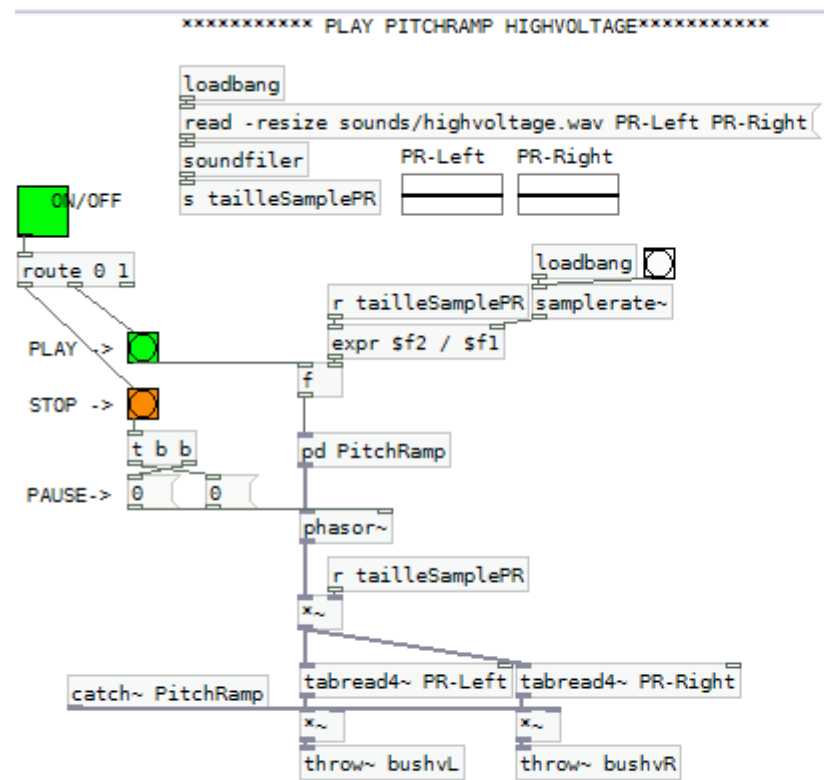 *********** PLAY PITCHRAMP HIGHVOLTAGE***********
loadbang
read -resize sounds/highvoltage.wav PR-Left PR-Right
soundfiler
PR-Left PR-Right
s tailleSamplePR
ON/OFF
route 0 1
loadbang
r tailleSamplePR samplerate~
PLAY ->
expr $f2 / $f1
f
STOP ->
t b b
pd PitchRamp
PAUSE-> 0 0
phasor~
r tailleSamplePR
*~
catch~ PitchRamp
tabread4~ PR-Left tabread4~ PR-Right
*~ *~
throw~ bushvL throw~ bushvR